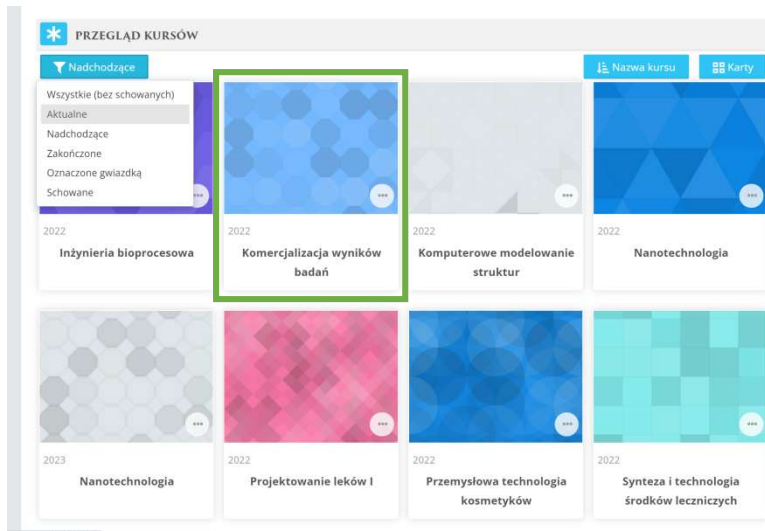 PRZEGLĄD KURSÓW
Nadchodzące
Nazwa kursu
Karty
Wszystkie (bez schowanych)
Aktualne
Nadchodzące
Zakończone
Oznaczone gwiazdką
Schowane
2022
Inżynieria bioprocesowa
2022
Komercjalizacja wyników
badań
2022
Komputerowe modelowanie
struktur
2022
Nanotechnologia
2023
Nanotechnologia
2022
Projektowanie leków I
2022
Przemysłowa technologia
kosmetyków
2022
Synteza i technologia
środków leczniczych